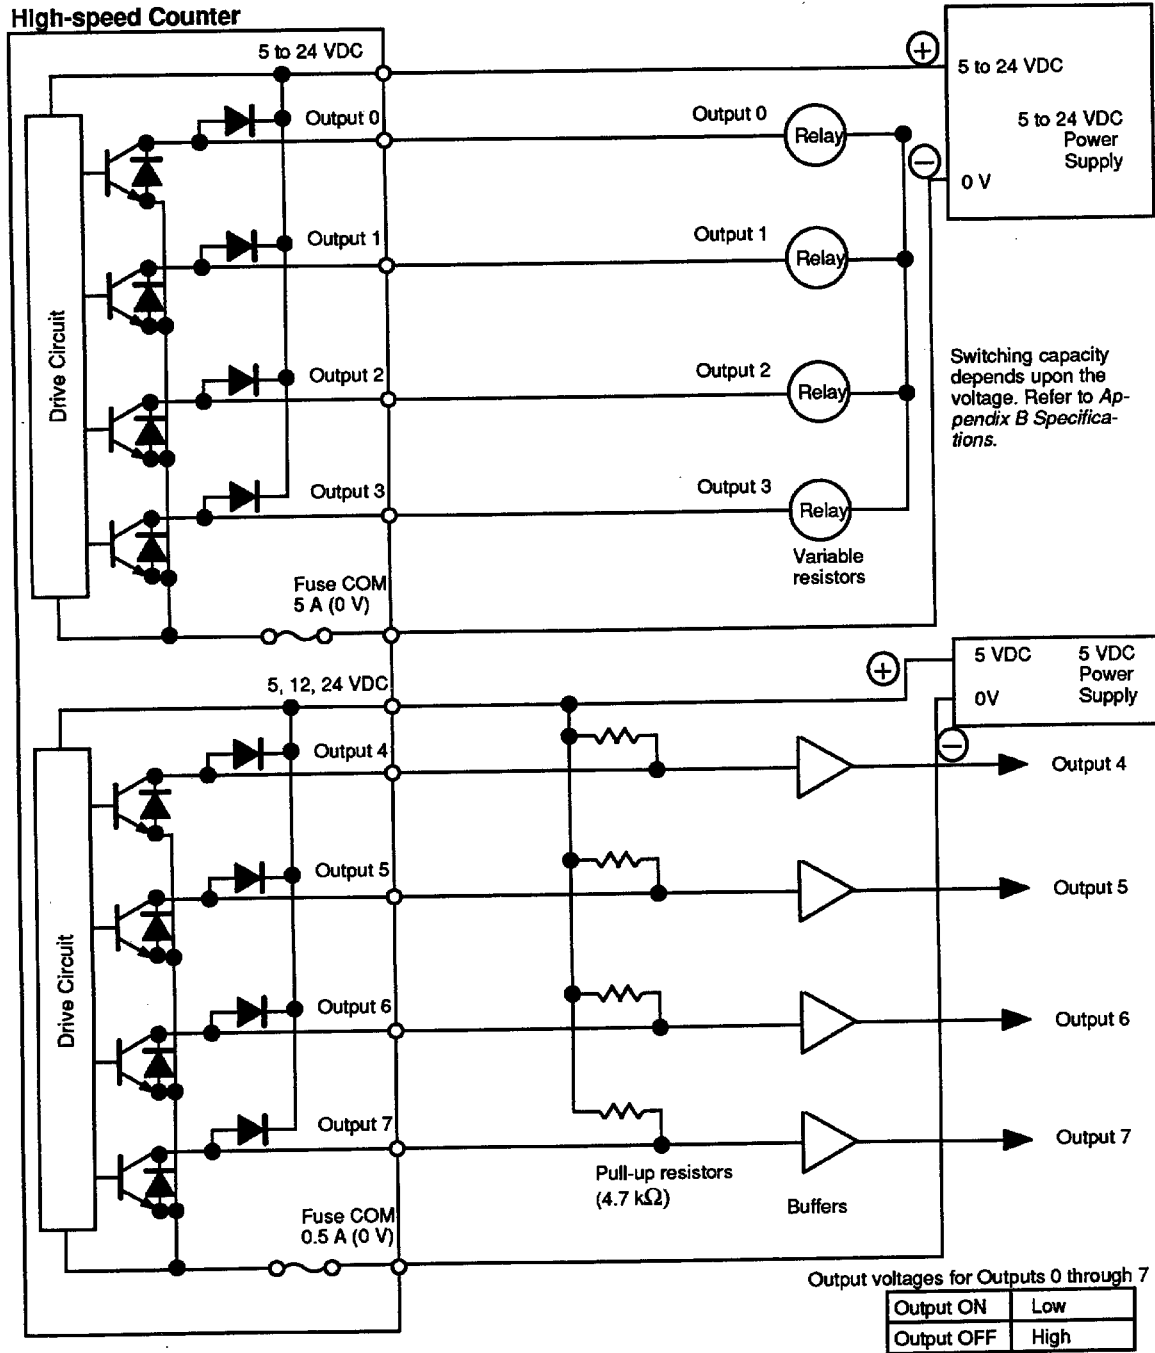 High-speed Counter
5 to 24 VDC
+
5 to 24 VDC
5 to 24 VDC
Power
Supply
−
0 V
Output 0
Output 0
Relay
Output 1
Output 1
Relay
Drive Circuit
Output 2
Output 2
Relay
Switching capacity
depends upon the
voltage. Refer to Ap-
pendix B Specifica-
tions.
Output 3
Output 3
Relay
Variable
resistors
Fuse COM
5 A (0 V)
5, 12, 24 VDC
+
5 VDC
5 VDC
Power
Supply
0V
−
Output 4
Output 4
Output 5
Output 5
Drive Circuit
Output 6
Output 6
Output 7
Output 7
Pull-up resistors
(4.7 kΩ)
Buffers
Fuse COM
0.5 A (0 V)
Output voltages for Outputs 0 through 7
Output ON Low
Output OFF High